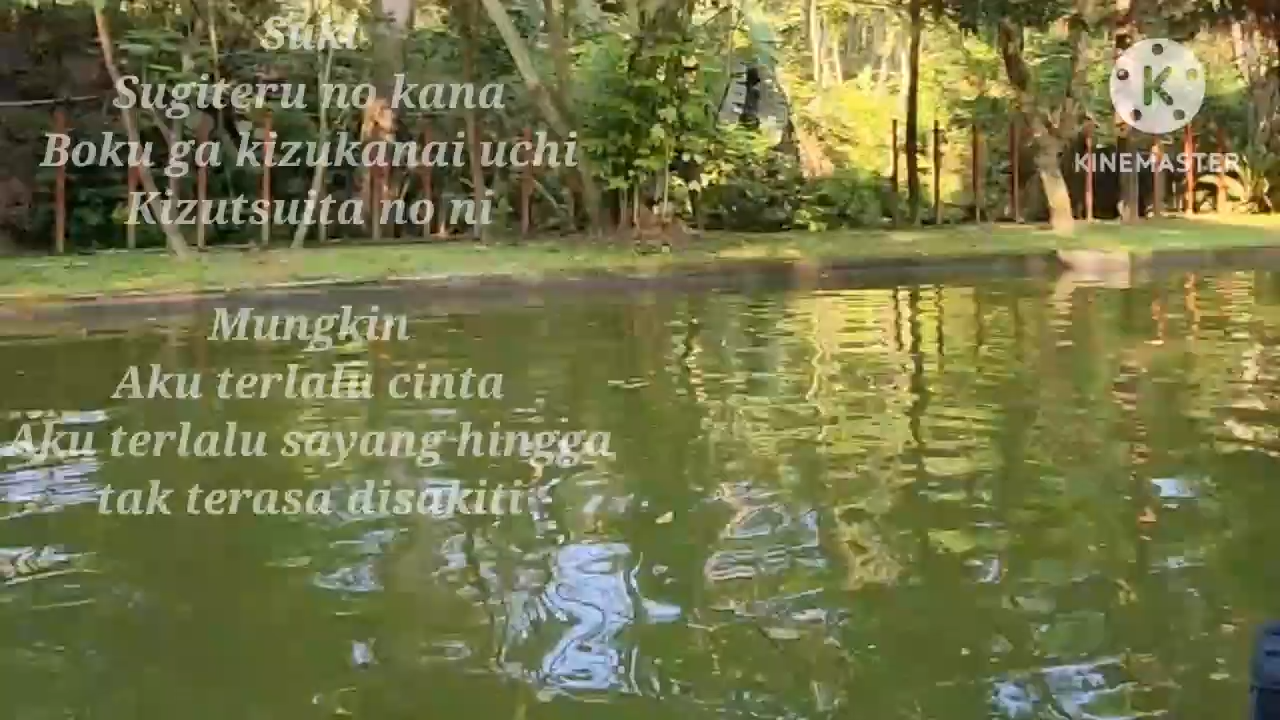 Suki
Sugiteru no kana
Boku ga kizukanai uchi
Kizutsuita no ni
Mungkin
Aku terlalu cinta
Aku terlalu sayang hingga
tak terasa disakiti
K
KINEMASTER